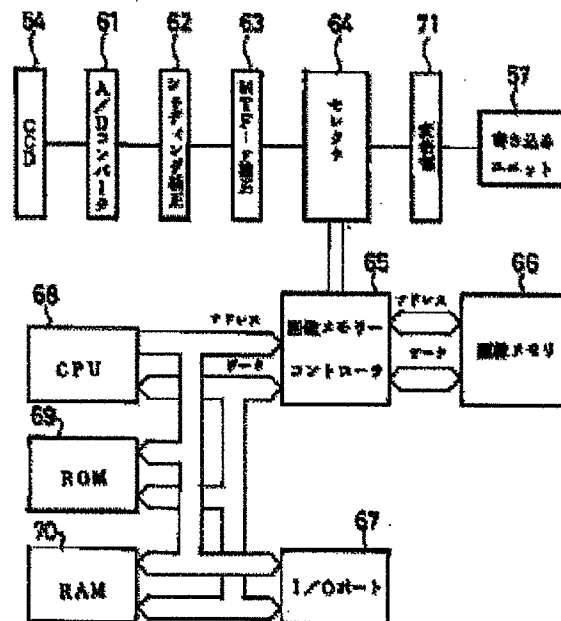 54
61
62
63
64
71
57
CCD
A/Dコンバータ
シェーディング補正
MTFγ補正
セレクタ
変倍
書き込み
ユニット
65
66
68
アドレス
アドレス
CPU
画像メモリー
コントローラ
画像メモリ
データ
データ
69
ROM
70
67
RAM
I/Oポート